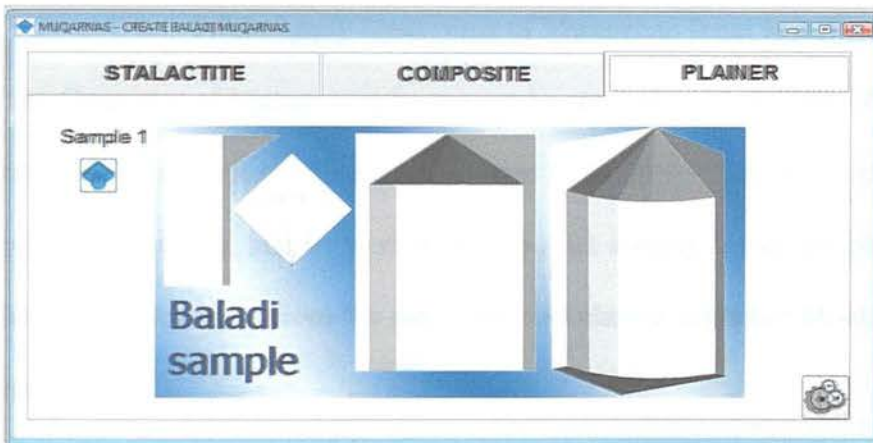 MUQARNAS - CREATE BALADI MUQARNAS
STALACTITE
COMPOSITE
PLAINER
Sample 1
Baladi
sample